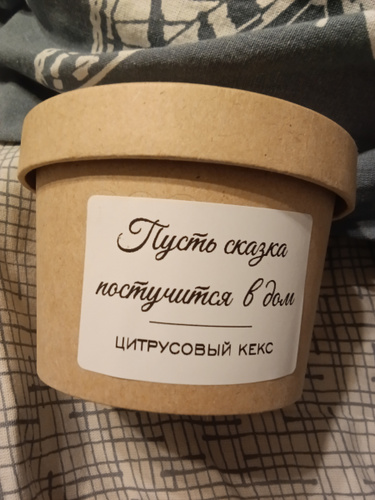 Пусть сказка
постучится в дом
ЦИТРУСОВЫЙ КЕКС